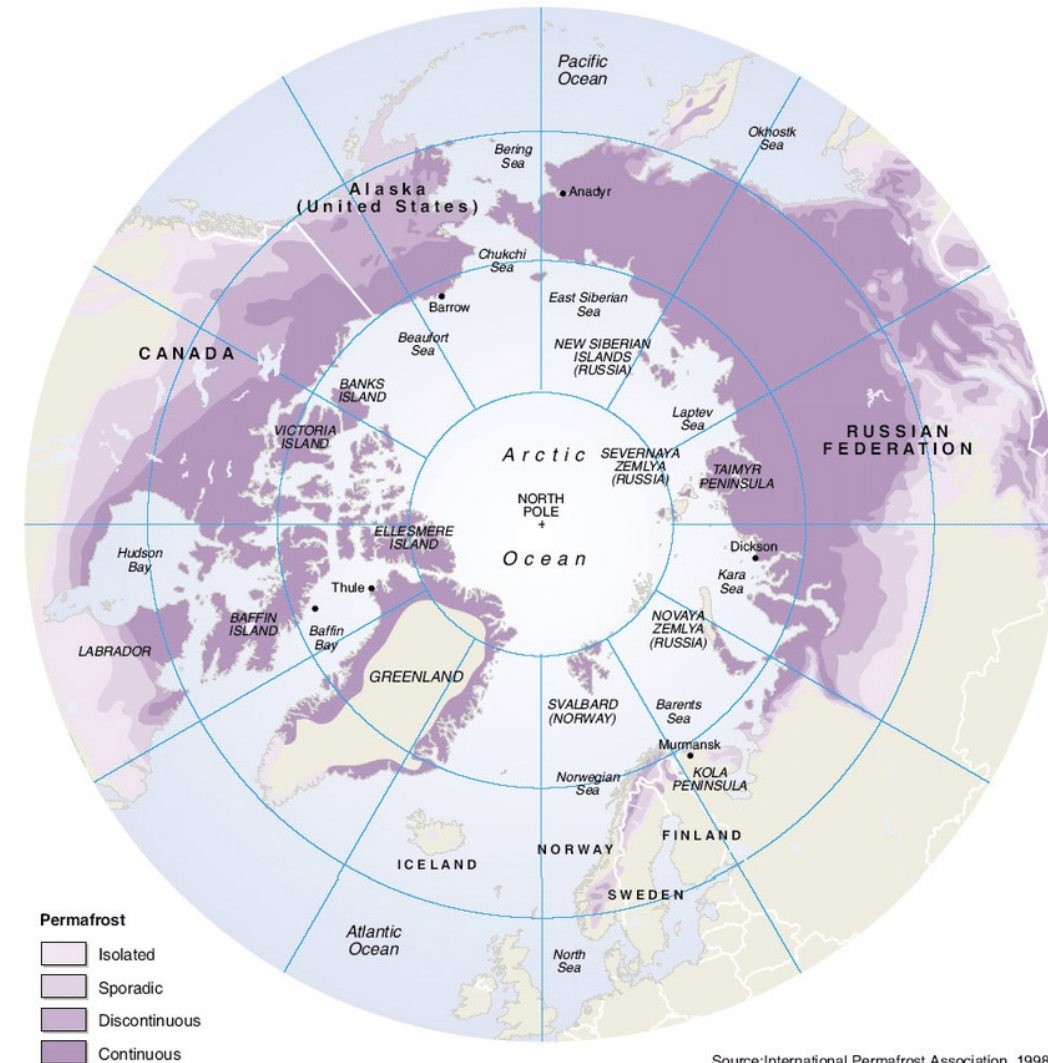 Pacific
Ocean
Okhostk
Sea
Bering
Sea
Anadyr
Alaska
(United States)
Chukchi
Sea
East Siberian
Sea
Barrow
Beaufort
Sea
NEW SIBERIAN
ISLANDS
(RUSSIA)
CANADA
BANKS
ISLAND
Laptev
Sea
VICTORIA
ISLAND
RUSSIAN
FEDERATION
Arctic
SEVERNAYA
ZEMLYA
(RUSSIA)
TAIMYR
PENINSULA
NORTH
POLE
+
ELLESMERE
ISLAND
Ocean
Hudson
Bay
Dickson
Kara
Sea
Thule
BAFFIN
ISLAND
Baffin
Bay
NOVAYA
ZEMLYA
(RUSSIA)
LABRADOR
GREENLAND
SVALBARD
(NORWAY)
Barents
Sea
Murmansk
KOLA
PENINSULA
Norwegian
Sea
FINLAND
NORWAY
ICELAND
SWEDEN
Atlantic
Ocean
North
Sea
Permafrost
Isolated
Sporadic
Discontinuous
Continuous
Source:International Permafrost Association, 1998